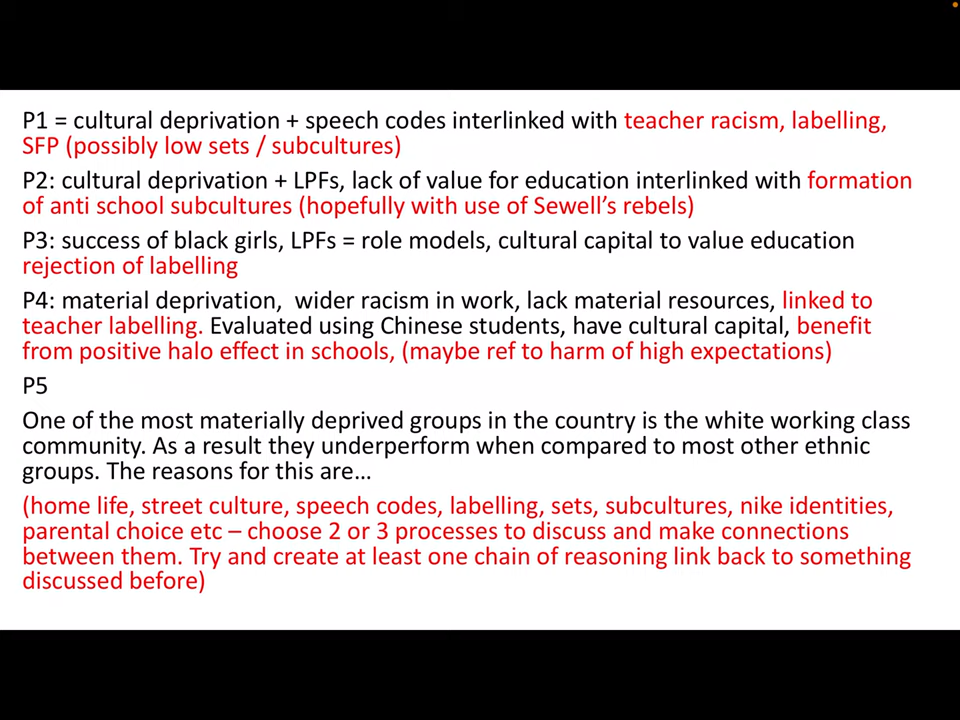 P1 = cultural deprivation + speech codes interlinked with teacher racism, labelling,
SFP (possibly low sets / subcultures)
P2: cultural deprivation + LPFs, lack of value for education interlinked with formation
of anti school subcultures (hopefully with use of Sewell’s rebels)
P3: success of black girls, LPFs = role models, cultural capital to value education
rejection of labelling
P4: material deprivation,  wider racism in work, lack material resources, linked to
teacher labelling. Evaluated using Chinese students, have cultural capital, benefit
from positive halo effect in schools, (maybe ref to harm of high expectations)
P5
One of the most materially deprived groups in the country is the white working class
community. As a result they underperform when compared to most other ethnic
groups. The reasons for this are…
(home life, street culture, speech codes, labelling, sets, subcultures, nike identities,
parental choice etc – choose 2 or 3 processes to discuss and make connections
between them. Try and create at least one chain of reasoning link back to something
discussed before)